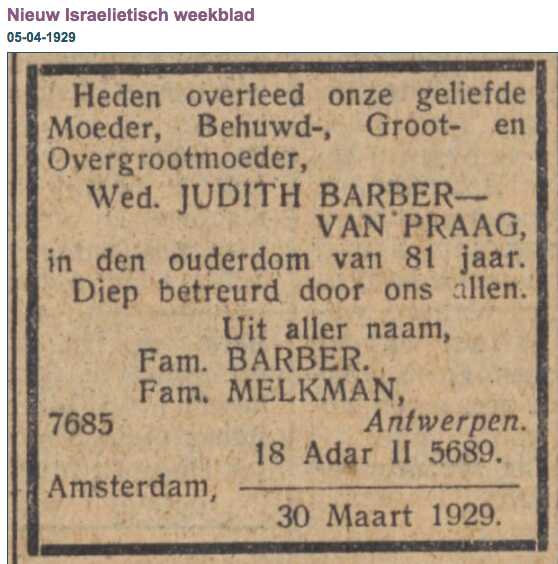 Nieuw Israelietisch weekblad
05-04-1929
Heden overleed onze geliefde
Moeder, Behuwd-, Groot- en
Overgrootmoeder,
Wed. JUDITH BARBER—
VAN PRAAG,
in den ouderdom van 81 jaar.
Diep betreurd door ons allen.
Uit aller naam,
Fam. BARBER.
Fam. MELKMAN,
7685 Antwerpen.
18 Adar II 5689.
Amsterdam,
30 Maart 1929.